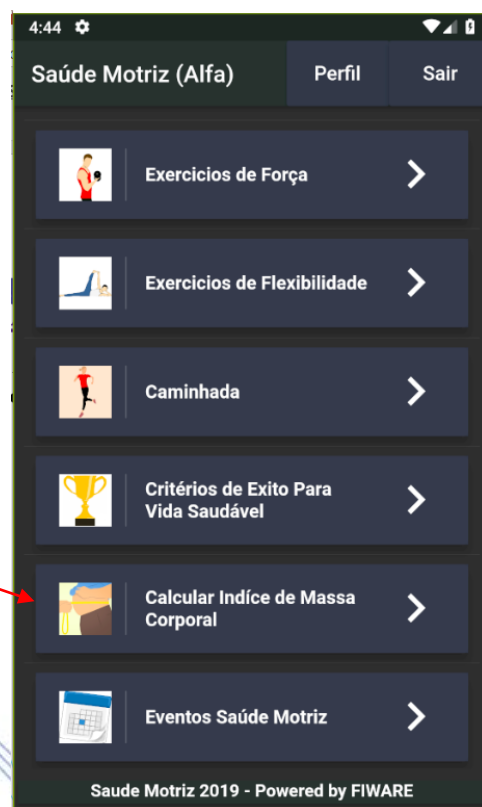 4:44
Saúde Motriz (Alfa) Perfil Sair
Exercicios de Força
Exercicios de Flexibilidade
Caminhada
Critérios de Exito Para
Vida Saudável
Calcular Indíce de Massa
Corporal
Eventos Saúde Motriz
Saude Motriz 2019 - Powered by FIWARE